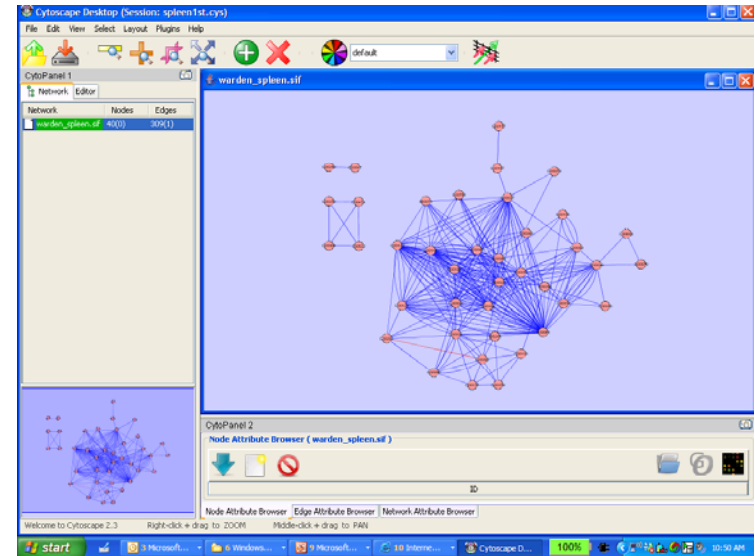 Cytoscape Desktop (Session: spleen1st.cys)
File Edit View Select Layout Plugins Help
default
CytoPanel 1
Network Editor
Network Nodes Edges
warden_spleen.sif 40(0) 309(1)
warden_spleen.sif
CytoPanel 2
Node Attribute Browser ( warden_spleen.sif )
ID
Node Attribute Browser Edge Attribute Browser Network Attribute Browser
Welcome to Cytoscape 2.3 Right-click + drag to ZOOM Middle-click + drag to PAN
start 3 Microsoft... 6 Windows... 9 Microsoft... 10 Interne... Cytoscape D... 100% 10:50 AM